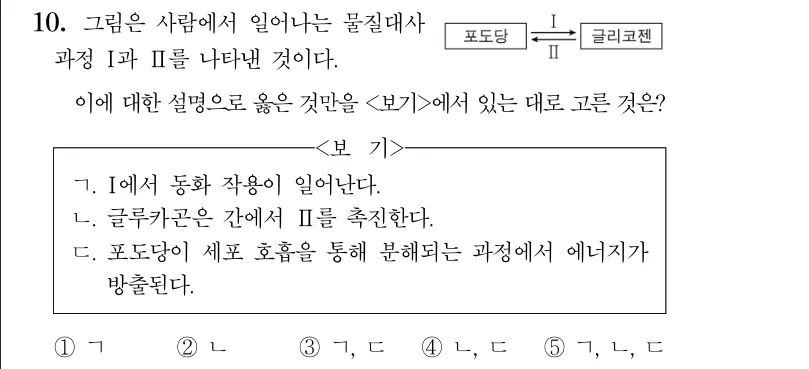 10. 그림은 사람에서 일어나는 물질대사
포도당 Ⅰ Ⅱ 글리코젠
과정 Ⅰ과 Ⅱ를 나타낸 것이다.
이에 대한 설명으로 옳은 것만을 <보기>에서 있는 대로 고른 것은?
<보 기>
ㄱ. Ⅰ에서 동화 작용이 일어난다.
ㄴ. 글루카곤은 간에서 Ⅱ를 촉진한다.
ㄷ. 포도당이 세포 호흡을 통해 분해되는 과정에서 에너지가
방출된다.
① ㄱ ② ㄴ ③ ㄱ, ㄷ ④ ㄴ, ㄷ ⑤ ㄱ, ㄴ, ㄷ